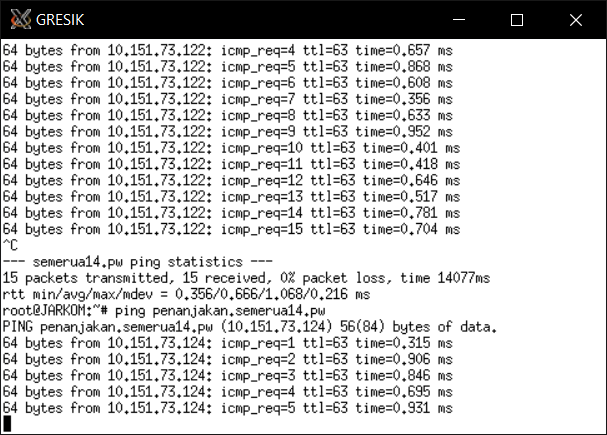 GRESIK
64 bytes from 10.151.73.122: icmp_req=4 ttl=63 time=0.657 ms
64 bytes from 10.151.73.122: icmp_req=5 ttl=63 time=0.868 ms
64 bytes from 10.151.73.122: icmp_req=6 ttl=63 time=0.608 ms
64 bytes from 10.151.73.122: icmp_req=7 ttl=63 time=0.356 ms
64 bytes from 10.151.73.122: icmp_req=8 ttl=63 time=0.633 ms
64 bytes from 10.151.73.122: icmp_req=9 ttl=63 time=0.952 ms
64 bytes from 10.151.73.122: icmp_req=10 ttl=63 time=0.401 ms
64 bytes from 10.151.73.122: icmp_req=11 ttl=63 time=0.418 ms
64 bytes from 10.151.73.122: icmp_req=12 ttl=63 time=0.646 ms
64 bytes from 10.151.73.122: icmp_req=13 ttl=63 time=0.517 ms
64 bytes from 10.151.73.122: icmp_req=14 ttl=63 time=0.781 ms
64 bytes from 10.151.73.122: icmp_req=15 ttl=63 time=0.704 ms
^C
--- semerua14.pw ping statistics ---
15 packets transmitted, 15 received, 0% packet loss, time 14077ms
rtt min/avg/max/mdev = 0.356/0.666/1.068/0.216 ms
root@JARKOM:~# ping penanjakan.semerua14.pw
PING penanjakan.semerua14.pw (10.151.73.124) 56(84) bytes of data.
64 bytes from 10.151.73.124: icmp_req=1 ttl=63 time=0.315 ms
64 bytes from 10.151.73.124: icmp_req=2 ttl=63 time=0.906 ms
64 bytes from 10.151.73.124: icmp_req=3 ttl=63 time=0.846 ms
64 bytes from 10.151.73.124: icmp_req=4 ttl=63 time=0.695 ms
64 bytes from 10.151.73.124: icmp_req=5 ttl=63 time=0.931 ms